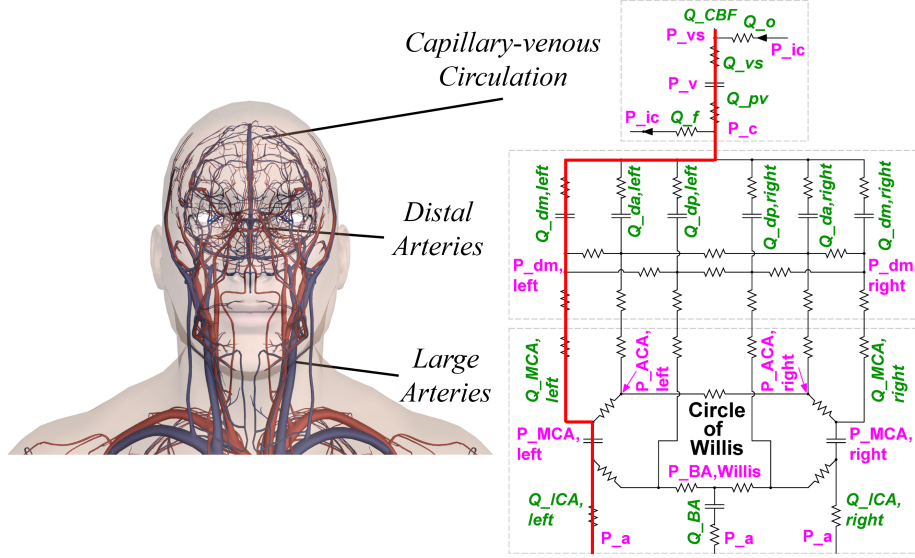 Capillary-venous
Circulation
Distal
Arteries
Large
Arteries
Q_CBF
Q_o
P_vs
P_ic
Q_vs
P_v
Q_pv
P_ic
Q_f
P_c
Q_dm,left
Q_da,left
Q_dp,left
Q_dp,right
Q_da,right
Q_dm,right
P_dm,
left
P_dm,
right
Q_MCA,
left
P_ACA,
left
P_ACA,
right
Q_MCA,
right
Circle
of
Willis
P_MCA,
left
P_MCA,
right
P_BA,Willis
Q_ICA,
left
Q_BA
Q_ICA,
right
P_a
P_a
P_a